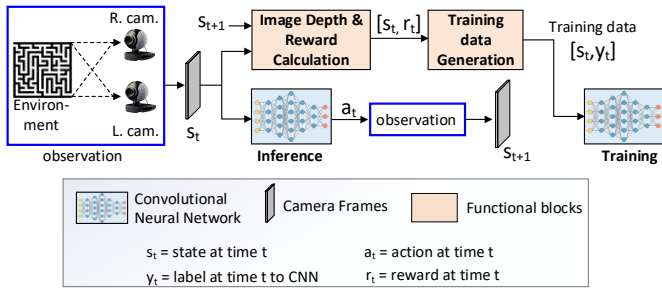 R. cam.
Environ-
ment
L. cam.
observation
sₜ
sₜ₊₁
Image Depth &
Reward
Calculation
[sₜ, rₜ]
Training
data
Generation
Training data
[sₜ,yₜ]
Inference
aₜ
observation
sₜ₊₁
Training
Convolutional
Neural Network
Camera Frames
Functional blocks
sₜ = state at time t
aₜ = action at time t
yₜ = label at time t to CNN
rₜ = reward at time t